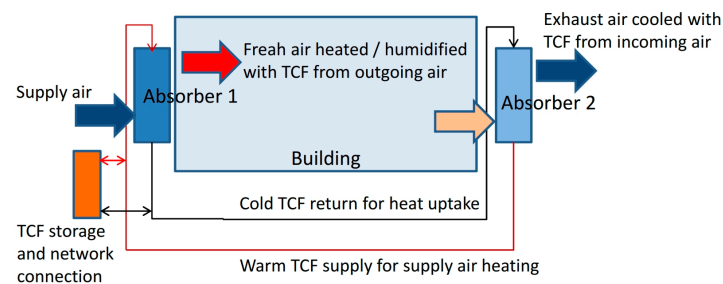 Exhaust air cooled with
TCF from incoming air
Freah air heated / humidified
with TCF from outgoing air
Supply air
Absorber 1
Absorber 2
Building
Cold TCF return for heat uptake
TCF storage
and network
connection
Warm TCF supply for supply air heating